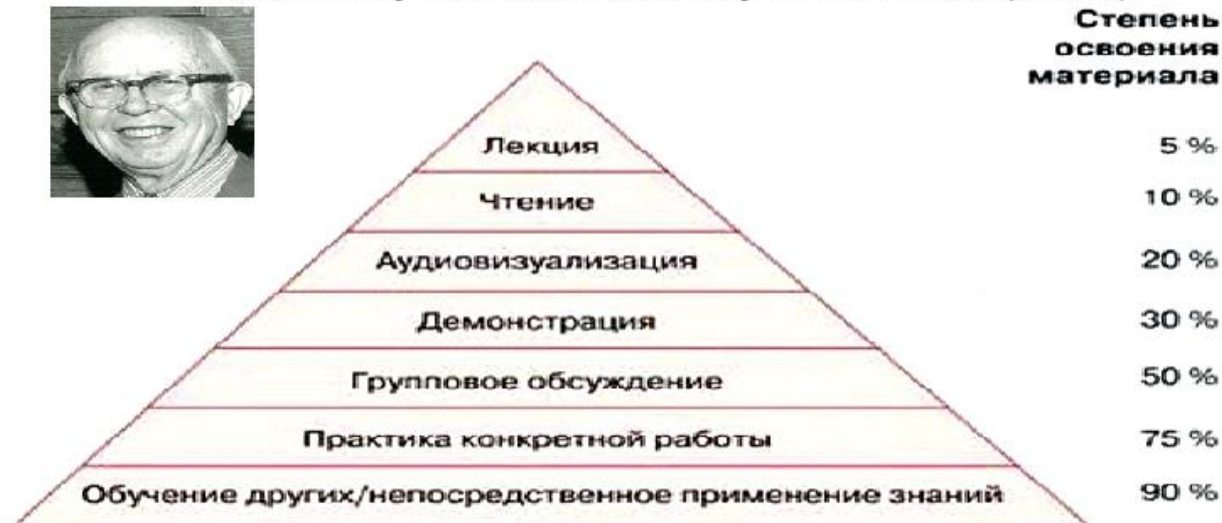 Степень
освоения
материала
Лекция 5 %
Чтение 10 %
Аудиовизуализация 20 %
Демонстрация 30 %
Групповое обсуждение 50 %
Практика конкретной работы 75 %
Обучение других/непосредственное применение знаний 90 %